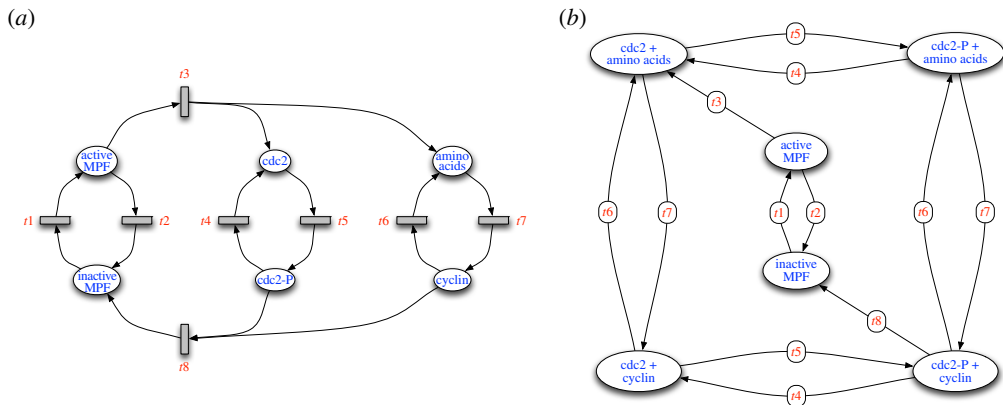 (a)
t3
active
MPF
cdc2
amino
acids
t1
t2
t4
t5
t6
t7
inactive
MPF
cdc2-P
cyclin
t8
(b)
cdc2 +
amino acids
t5
cdc2-P +
amino acids
t4
t3
active
MPF
t6
t7
t1
t2
t6
t7
inactive
MPF
t8
cdc2 +
cyclin
t5
cdc2-P +
cyclin
t4